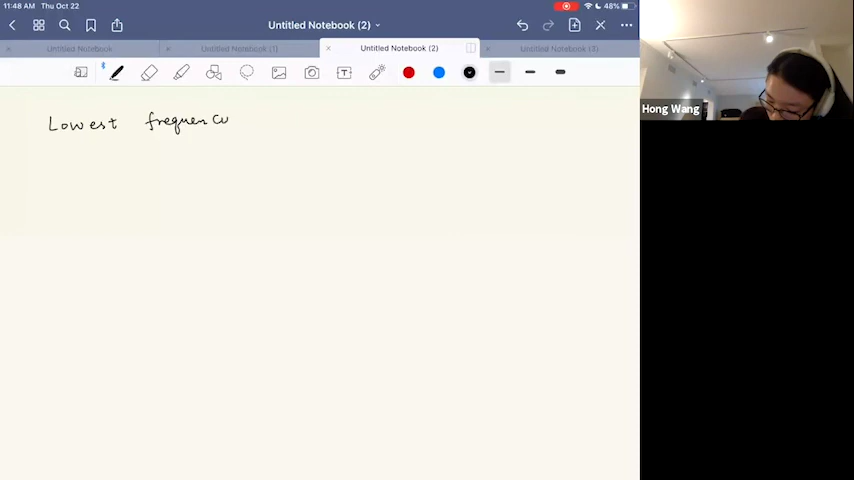 11:48 AM Thu Oct 22
48%
Untitled Notebook (2)
Untitled Notebook
Untitled Notebook (1)
Untitled Notebook (2)
Untitled Notebook (3)
Hong Wang
Lowest frequencu